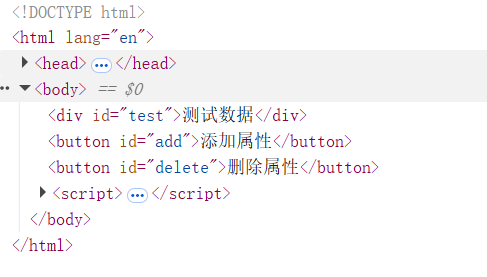 <!DOCTYPE html>
<html lang="en">
<head> ••• </head>
•• <body> == $0
<div id="test">测试数据</div>
<button id="add">添加属性</button>
<button id="delete">删除属性</button>
<script> ••• </script>
</body>
</html>